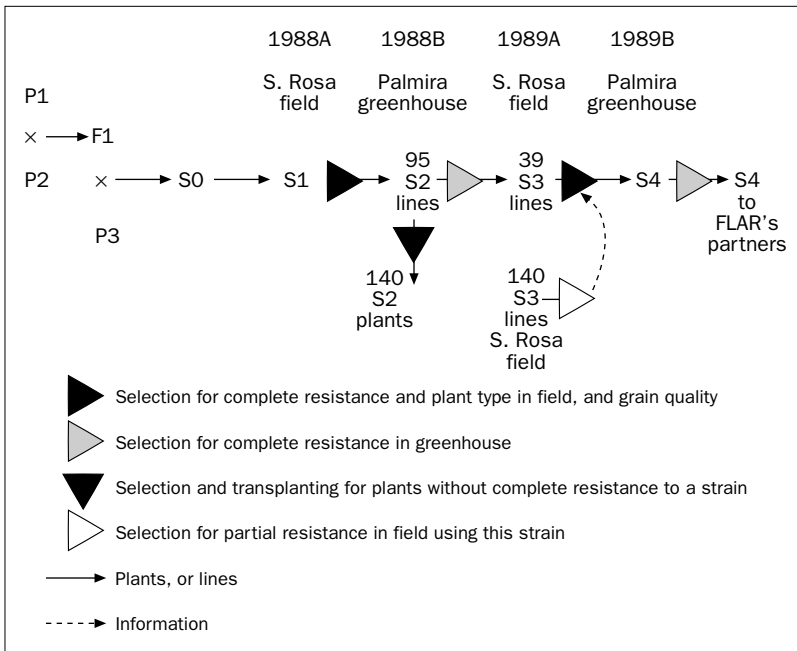 1988A 1988B 1989A 1989B
S. Rosa Palmira S. Rosa Palmira
field greenhouse field greenhouse
P1
× F1
P2 × S0 S1 95 S2 lines 39 S3 lines S4 S4 to FLAR's partners
P3
140 S2 plants
140 S3 lines S. Rosa field
Selection for complete resistance and plant type in field, and grain quality
Selection for complete resistance in greenhouse
Selection and transplanting for plants without complete resistance to a strain
Selection for partial resistance in field using this strain
Plants, or lines
Information